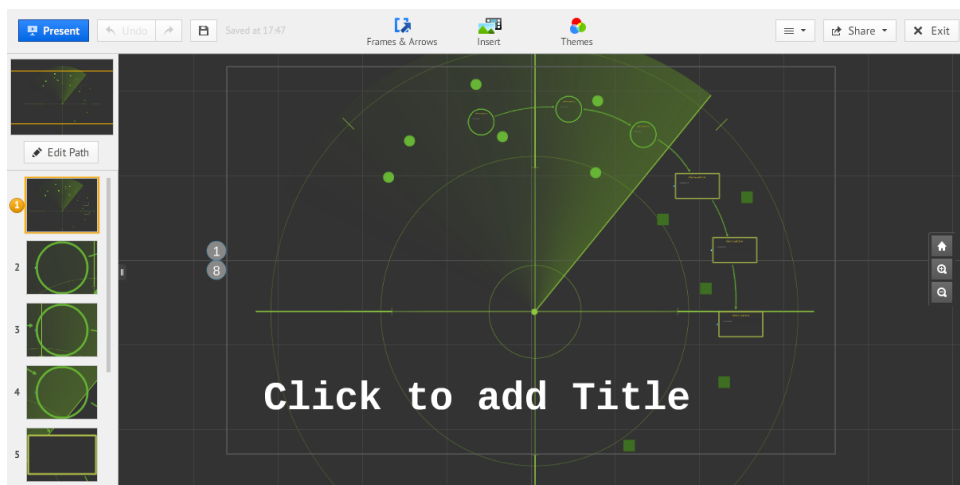 Present
Undo
Saved at 17:47
Frames & Arrows
Insert
Themes
Share
Exit
Edit Path
1
2
3
4
5
1
8
Click to add Title